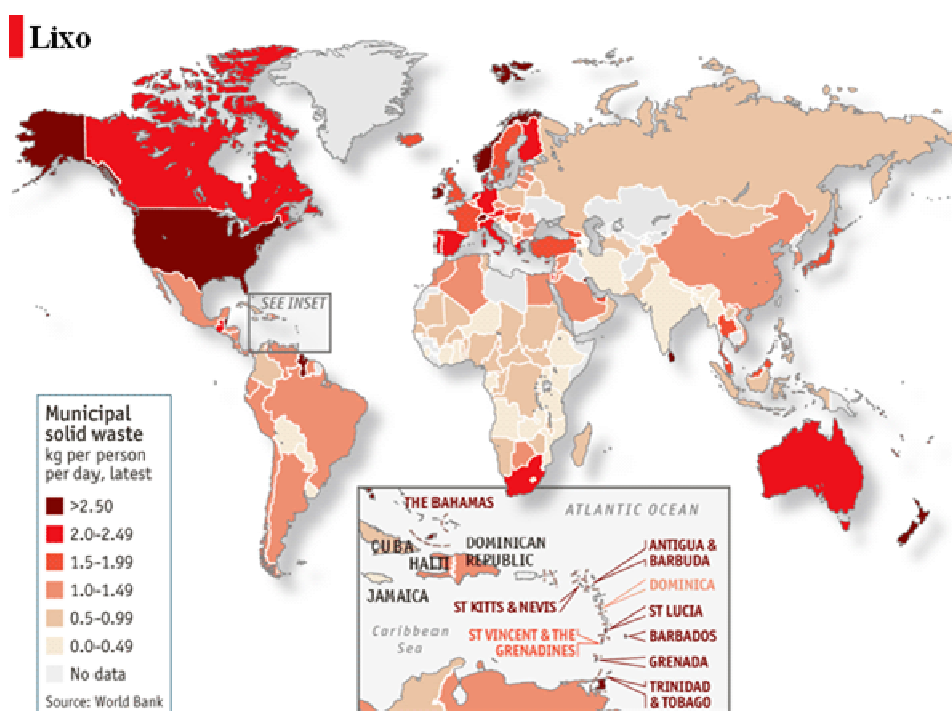 Lixo
SEE INSET
Municipal
solid waste
kg per person
per day, latest
>2.50
2.0-2.49
1.5-1.99
1.0-1.49
0.5-0.99
0.0-0.49
No data
Source: World Bank
THE BAHAMAS
ATLANTIC OCEAN
CUBA
HAITI
DOMINICAN
REPUBLIC
JAMAICA
ANTIGUA &
BARBUDA
DOMINICA
ST KITTS & NEVIS
ST LUCIA
Caribbean
Sea
ST VINCENT & THE
GRENADINES
BARBADOS
GRENADA
TRINIDAD
& TOBAGO